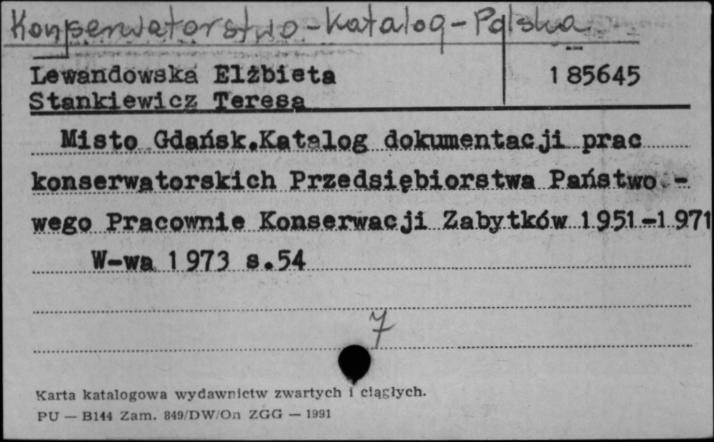 Konserwatorstwo-Katalog-Polska
Lewandowska Elżbieta 185645
Stankiewicz Teresa
Misto Gdańsk.Katalog dokumentacji prac
konserwatorskich Przedsiębiorstwa Państwo -
wego Pracownie Konserwacji Zabytków 1951-1971
W-wa 1973 s.54
7
Karta katalogowa wydawnictw zwartych i ciągłych.
PU — B144 Zam. 849/DW/On ZGG — 1991